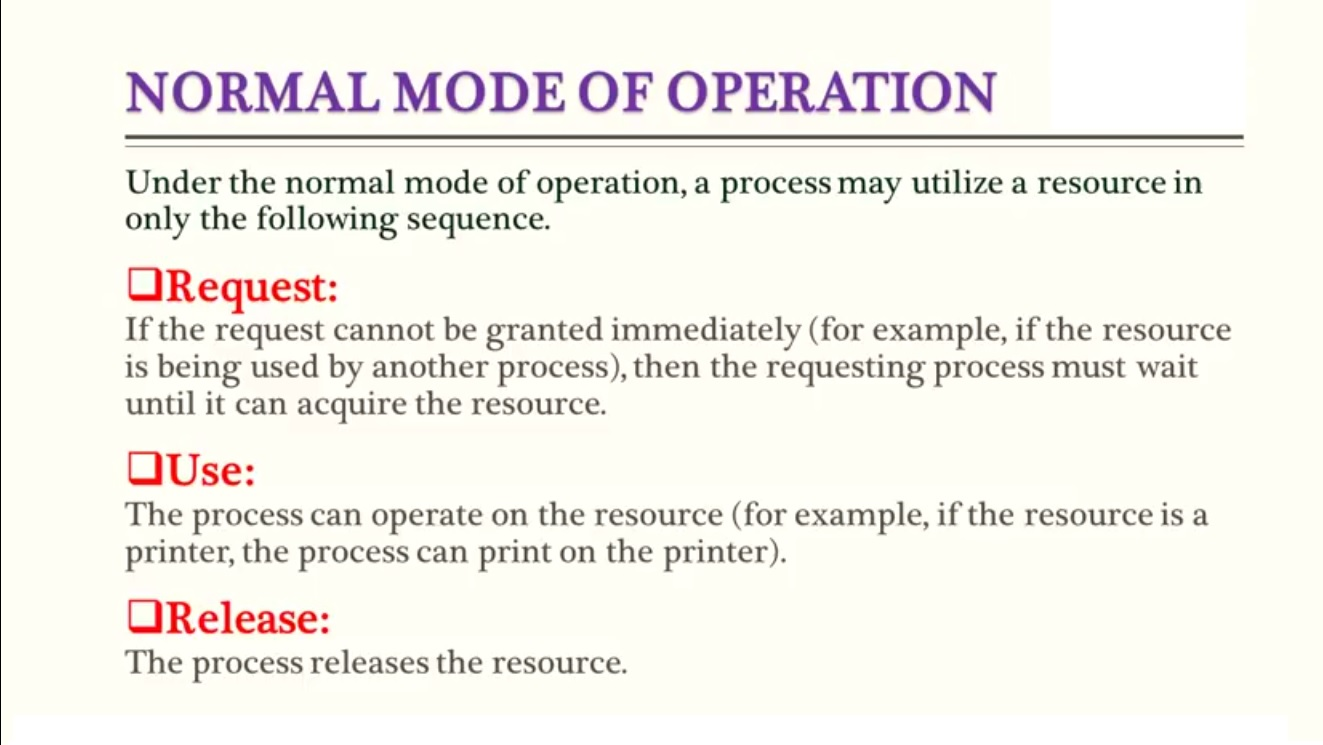 NORMAL MODE OF OPERATION
Under the normal mode of operation, a process may utilize a resource in
only the following sequence.
❑Request:
If the request cannot be granted immediately (for example, if the resource
is being used by another process), then the requesting process must wait
until it can acquire the resource.
❑Use:
The process can operate on the resource (for example, if the resource is a
printer, the process can print on the printer).
❑Release:
The process releases the resource.